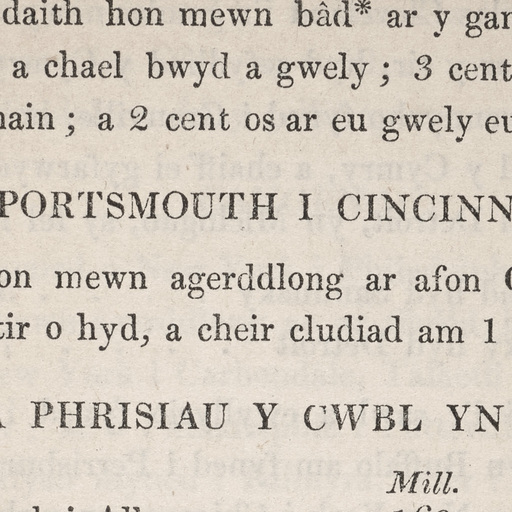 daith hon mewn bâd* ar y gar
a chael bwyd a gwely ; 3 cent
ain ; a 2 cent os ar eu gwely eu
PORTSMOUTH I CINCINN
on mewn agerddlong ar afon
tir o hyd, a cheir cludiad am 1
PHRISIAU Y CWBL YN
Mill.